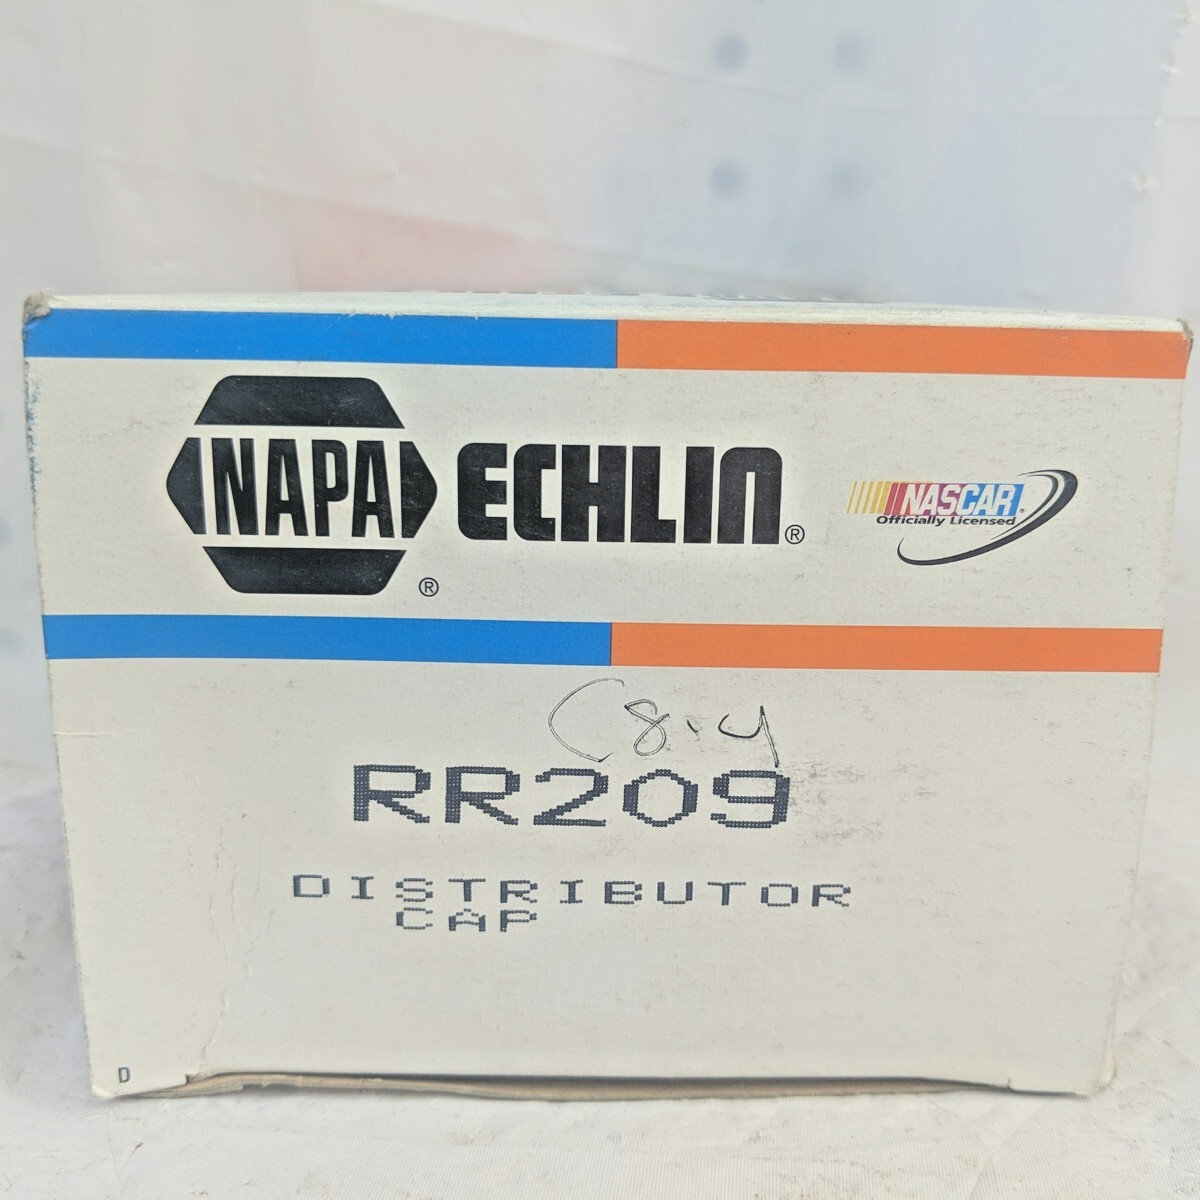 NAPA ® ECHLIN ®
NASCAR ®
Officially Licensed
C8.4
RR209
DISTRIBUTOR
CAP
D